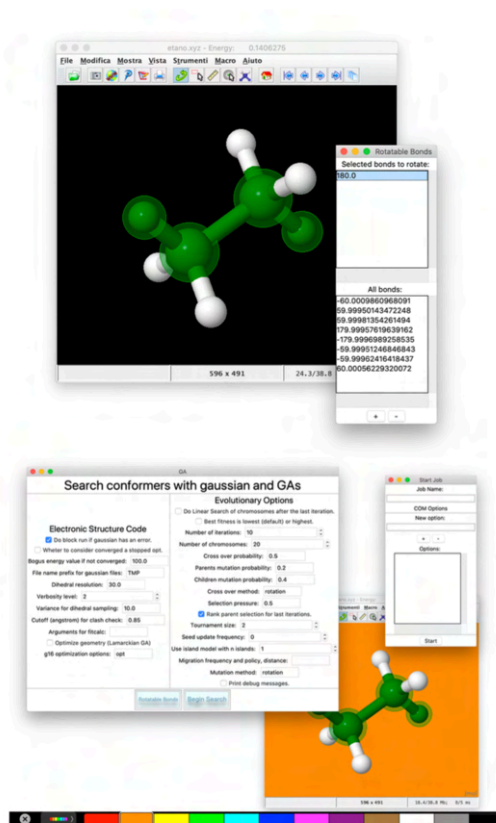 etano.xyz - Energy: 0.1406275
File Modifica Mostra Vista Strumenti Macro Aiuto
596 x 491 24.3/38.8
Rotatable Bonds
Selected bonds to rotate:
180.0
All bonds:
-60.0009860968091
59.99950143472248
59.99981354261494
179.99957619639162
-179.9996989258535
-59.99951246846843
-59.99962416418437
60.00056229320072
+ -
GA
Search conformers with gaussian and GAs
Electronic Structure Code
Do block run if gaussian has an error.
Wheter to consider converged a stopped opt.
Bogus energy value if not converged: 100.0
File name prefix for gaussian files: TMP
Dihedral resolution: 30.0
Verbosity level: 2
Variance for dihedral sampling: 10.0
Cutoff (angstrom) for clash check: 0.85
Arguments for fitcalc:
Optimize geometry (Lamarckian GA)
g16 optimization options: opt
Evolutionary Options
Do Linear Search of chromosomes after the last iteration.
Best fitness is lowest (default) or highest.
Number of iterations: 10
Number of chromosomes: 20
Cross over probability: 0.5
Parents mutation probability: 0.2
Children mutation probability: 0.4
Cross over method: rotation
Selection pressure: 0.5
Rank parent selection for last iterations.
Tournament size: 2
Seed update frequency: 0
Use island model with n islands: 1
Migration frequency and policy, distance:
Mutation method: rotation
Print debug messages.
Rotatable Bonds Begin Search
Start Job
Job Name:
COM Options
New option:
+ -
Options:
Start
Energy:
Strumenti Macro Aiuto
596 x 491